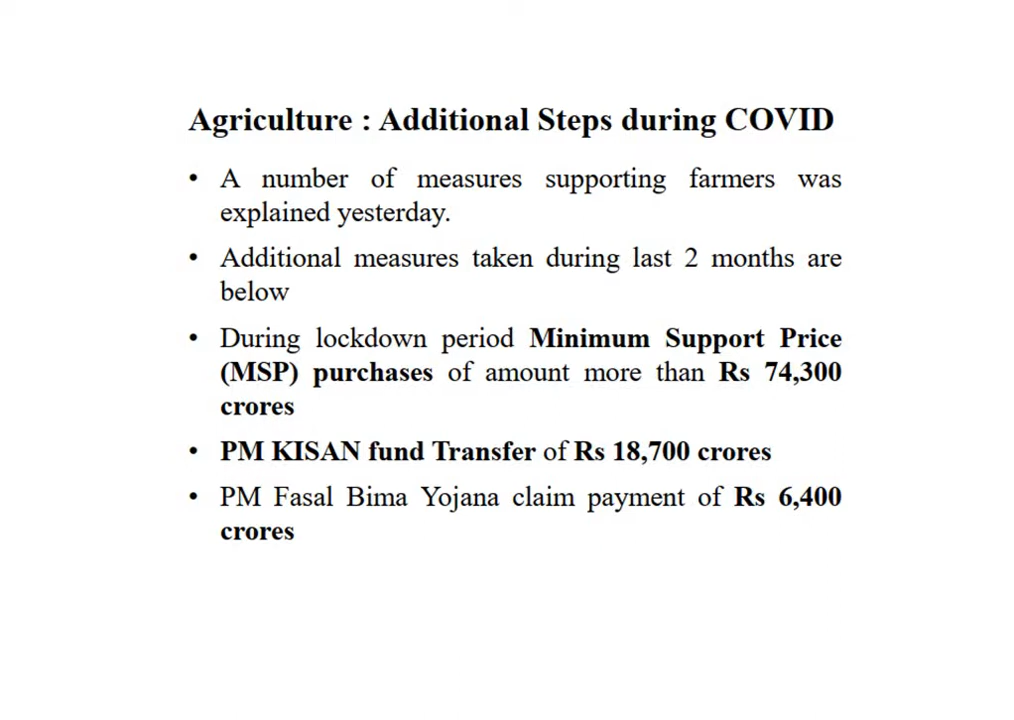 Agriculture : Additional Steps during COVID
• A number of measures supporting farmers was
explained yesterday.
• Additional measures taken during last 2 months are
below
• During lockdown period Minimum Support Price
(MSP) purchases of amount more than Rs 74,300
crores
• PM KISAN fund Transfer of Rs 18,700 crores
• PM Fasal Bima Yojana claim payment of Rs 6,400
crores